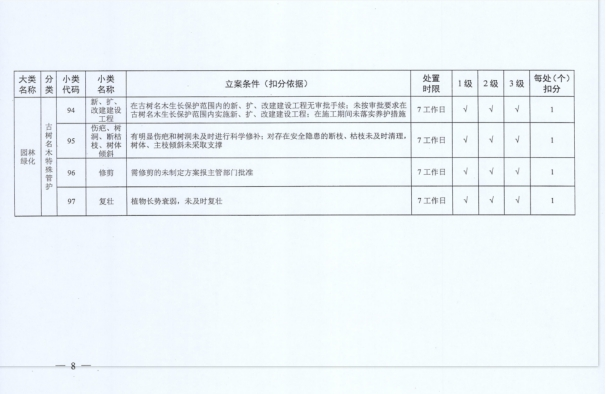 大类名称 分类 小类代码 小类名称 立案条件（扣分依据） 处置时限 1 级 2 级 3 级 每处（个）扣分
园林绿化 古树名木特殊管护
94 新、扩、改建建设工程 在古树名木生长保护范围内的新、扩、改建建设工程无审批手续；未按审批要求在古树名木生长保护范围内实施新、扩、改建建设工程；在施工期间未落实养护措施 7 工作日 √ √ √ 1
95 伤疤、树洞、断枯枝、树体倾斜 有明显伤疤和树洞未及时进行科学修补；对存在安全隐患的断枝、枯枝未及时清理，树体、主枝倾斜未采取支撑 7 工作日 √ √ √ 1
96 修剪 需修剪的未制定方案报主管部门批准 7 工作日 √ √ √ 1
97 复壮 植物长势衰弱，未及时复壮 7 工作日 √ √ √ 1
— 8 —